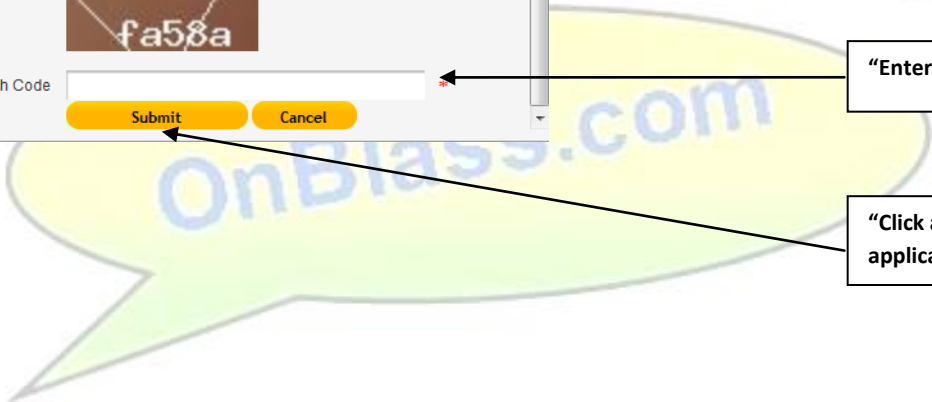 fa58a
h Code
*
"Enter
Submit Cancel
OnBlass.com
"Click a
applica